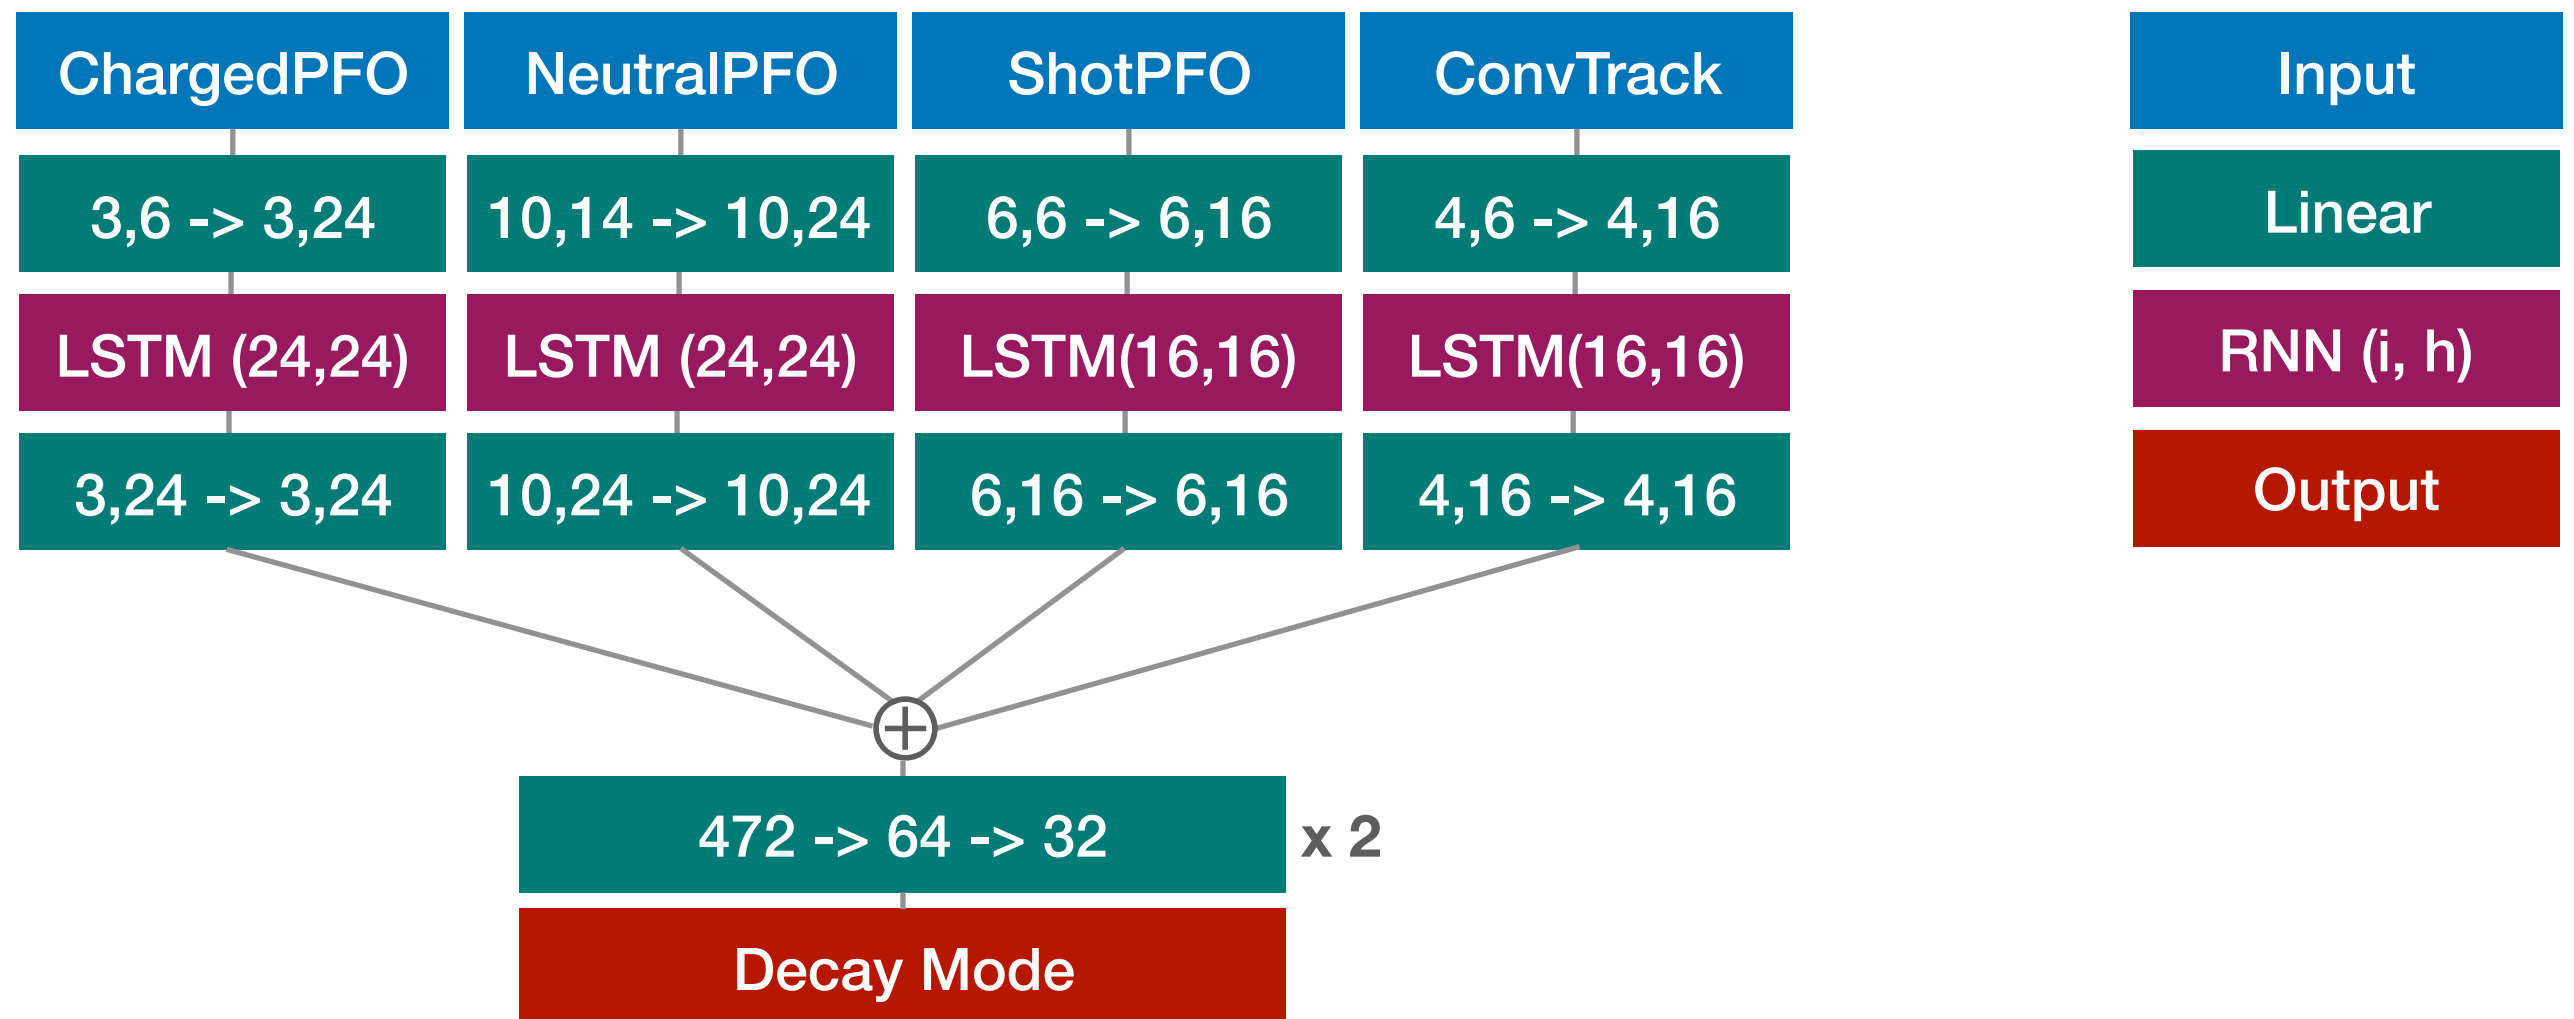 ChargedPFO NeutralPFO ShotPFO ConvTrack Input
3,6 -> 3,24 10,14 -> 10,24 6,6 -> 6,16 4,6 -> 4,16 Linear
LSTM (24,24) LSTM (24,24) LSTM(16,16) LSTM(16,16) RNN (i, h)
3,24 -> 3,24 10,24 -> 10,24 6,16 -> 6,16 4,16 -> 4,16 Output
472 -> 64 -> 32 x 2
Decay Mode